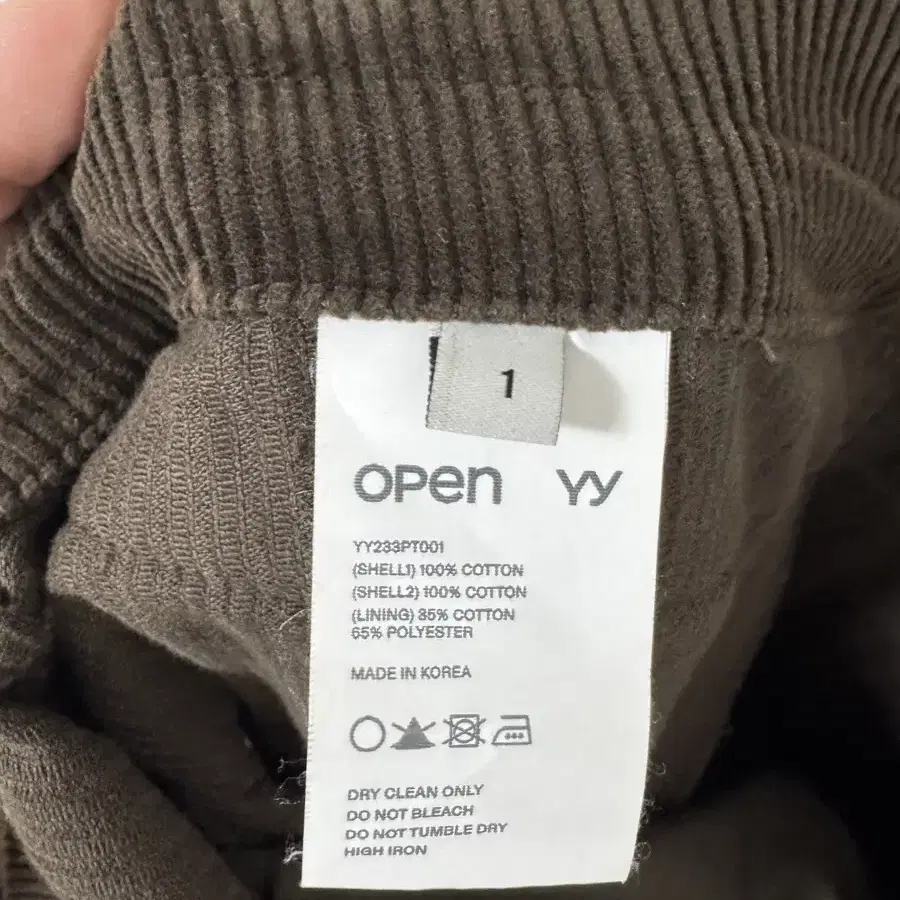 1
OPEN YY
YY233PT001
(SHELL1) 100% COTTON
(SHELL2) 100% COTTON
(LINING) 35% COTTON
65% POLYESTER
MADE IN KOREA
DRY CLEAN ONLY
DO NOT BLEACH
DO NOT TUMBLE DRY
HIGH IRON